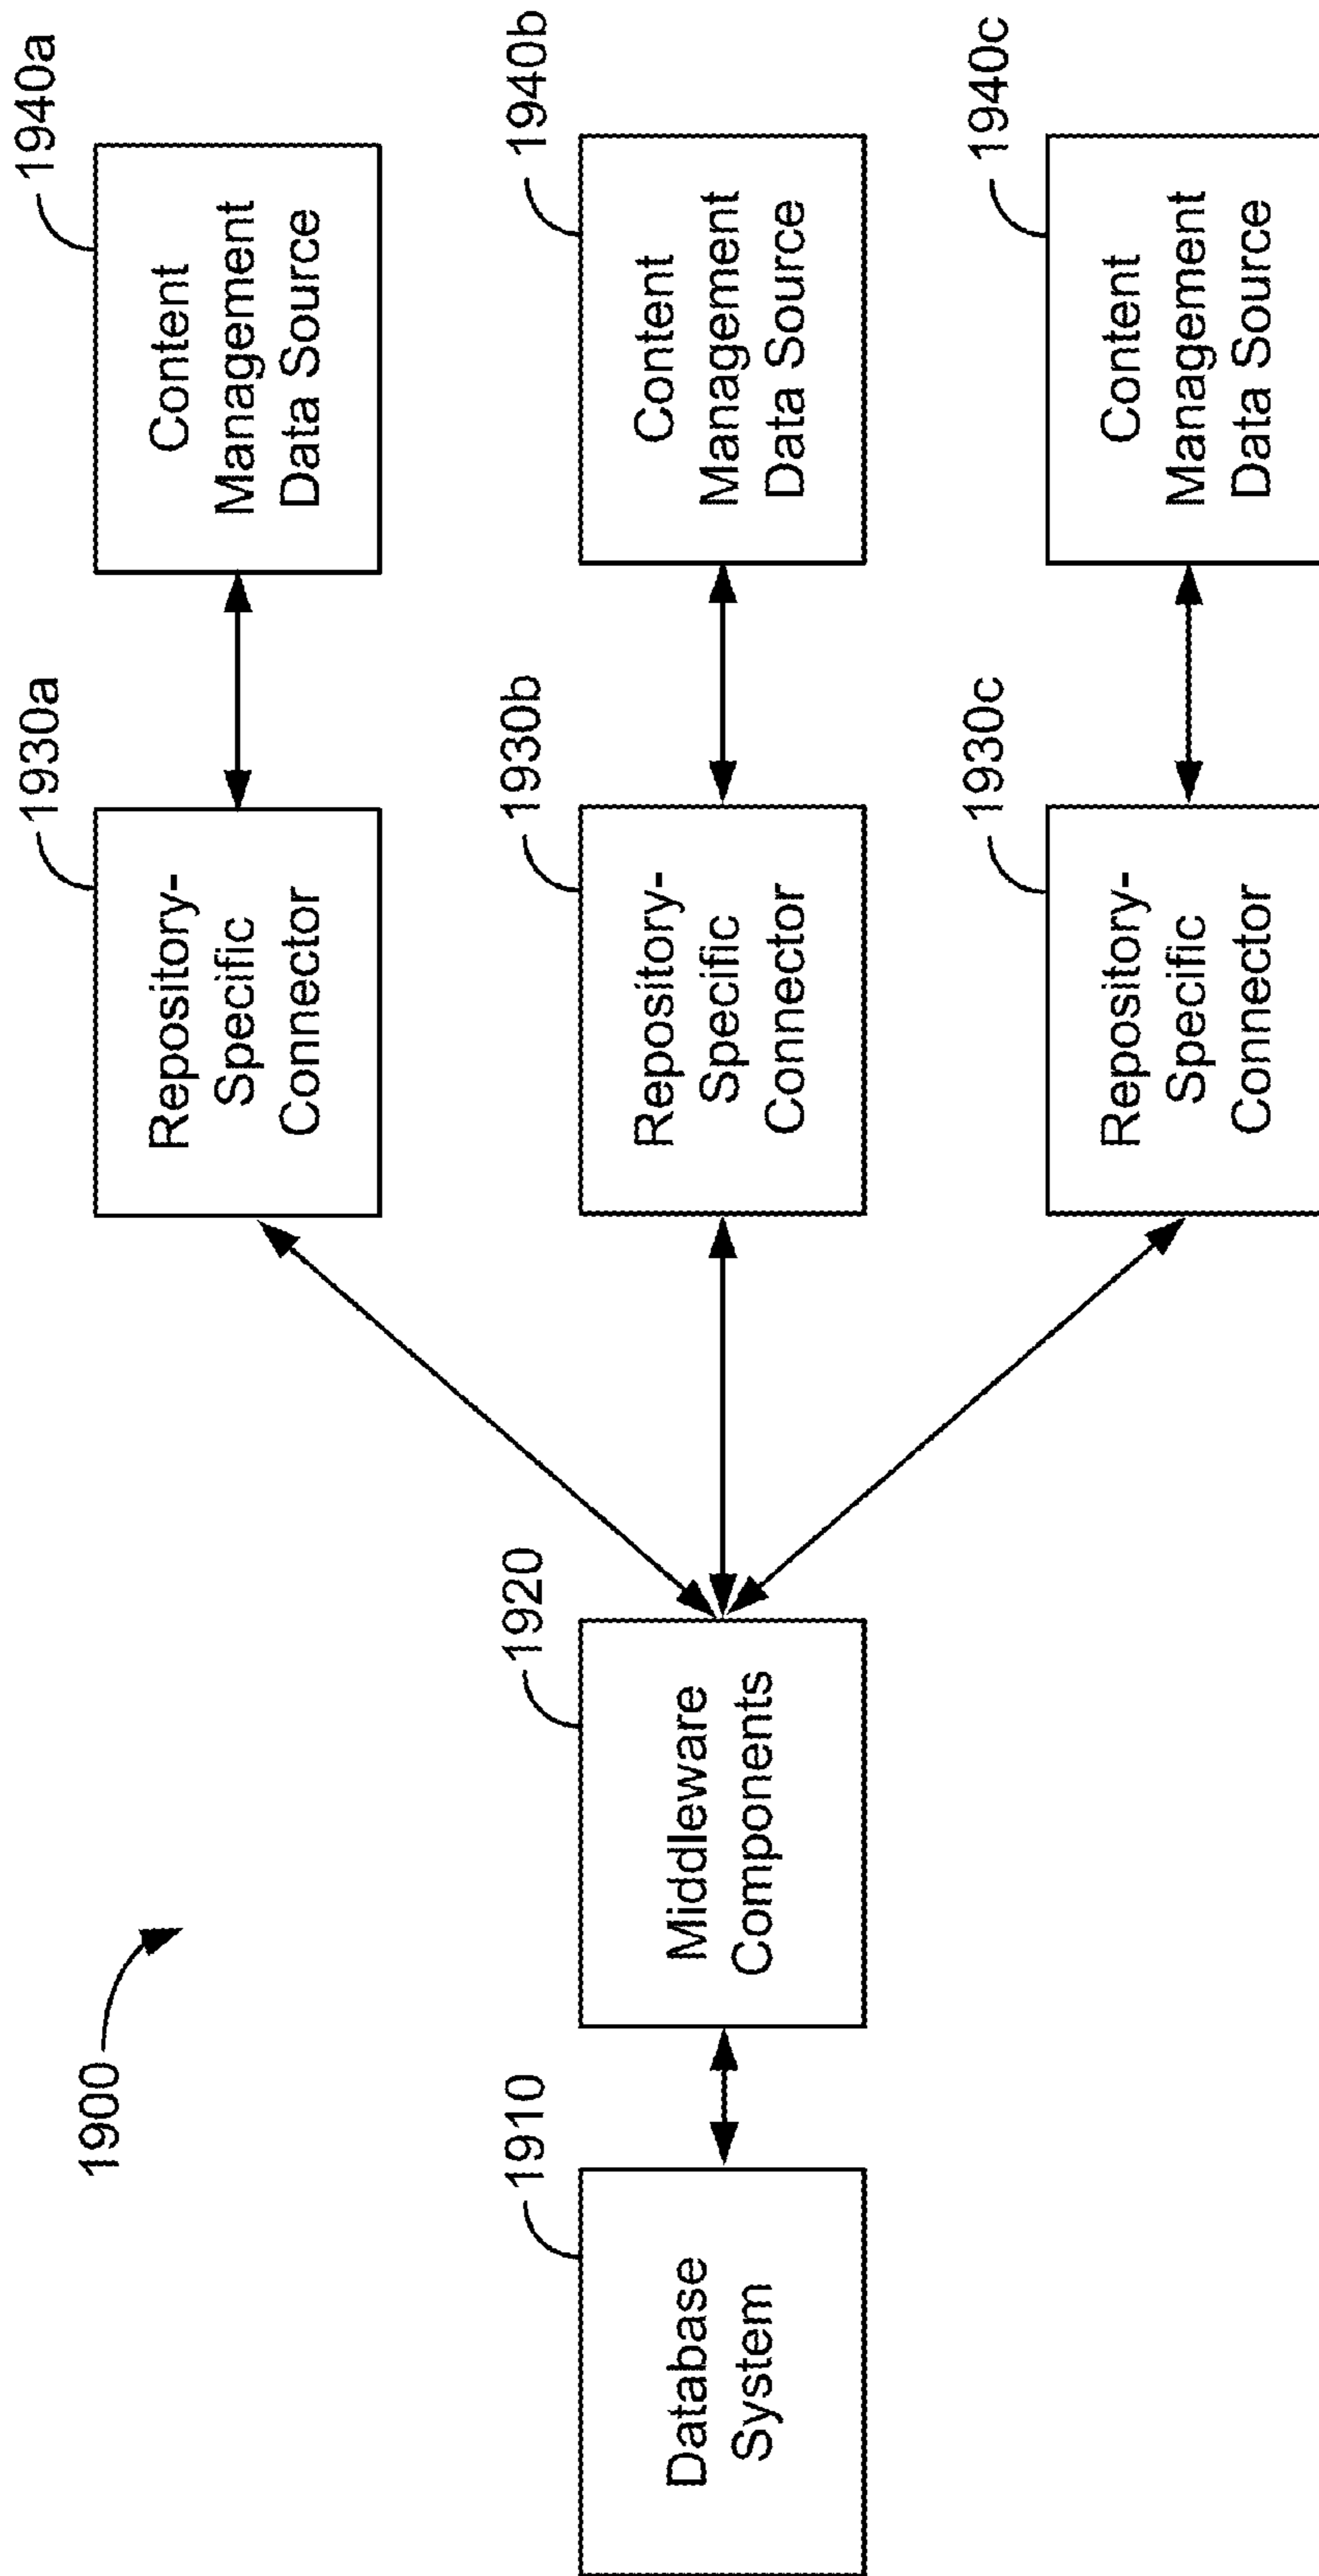 1900
1910
Database
System
1920
Middleware
Components
1930a
Repository-
Specific
Connector
1940a
Content
Management
Data Source
1930b
Repository-
Specific
Connector
1940b
Content
Management
Data Source
1930c
Repository-
Specific
Connector
1940c
Content
Management
Data Source